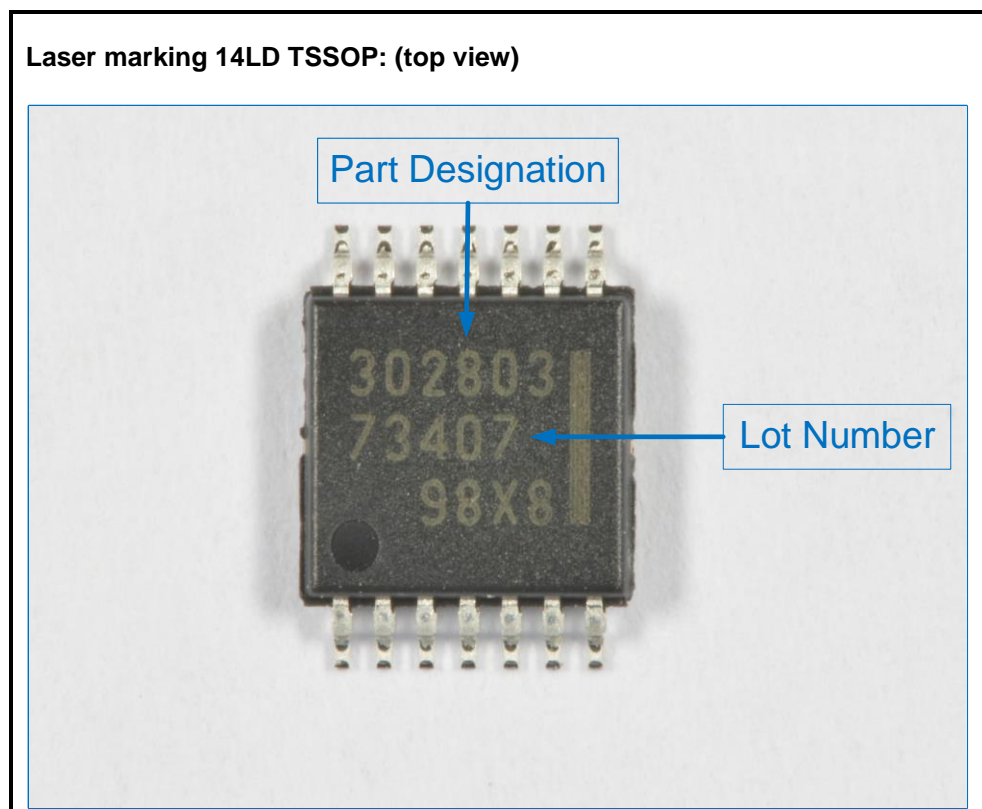 Laser marking 14LD TSSOP: (top view)
Part Designation
302803
73407
Lot Number
98X8